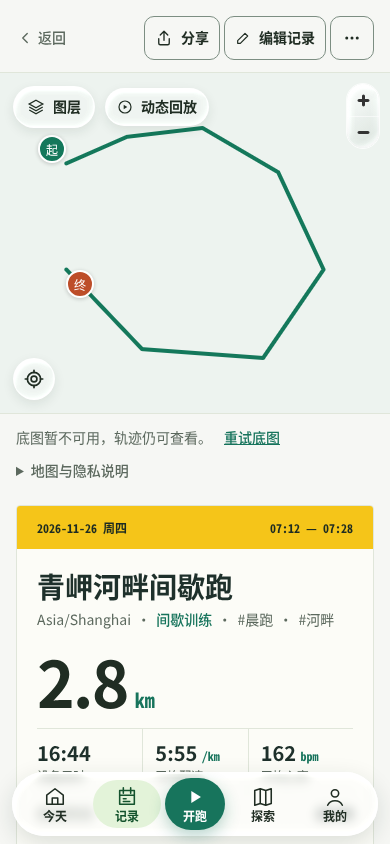 返回
分享
编辑记录
图层
动态回放
起
终
底图暂不可用，轨迹仍可查看。 重试底图
地图与隐私说明
2026-11-26 周四 07:12 — 07:28
青岬河畔间歇跑
Asia/Shanghai · 间歇训练 · #晨跑 · #河畔
2.8 km
16:44 5:55 /km 162 bpm
今天 记录 开跑 探索 我的